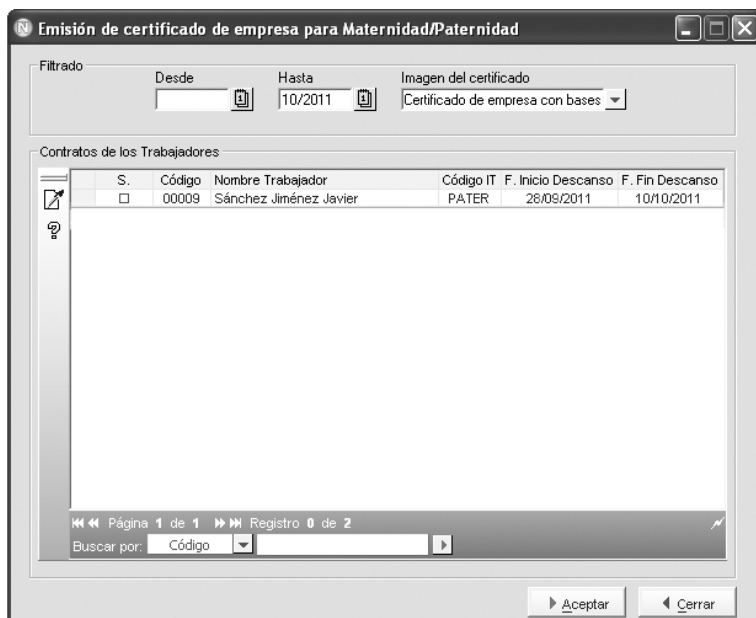 Emisión de certificado de empresa para Maternidad/Paternidad
Filtrado
Desde Hasta Imagen del certificado
10/2011 Certificado de empresa con bases
Contratos de los Trabajadores
S. Código Nombre Trabajador Código IT F. Inicio Descanso F. Fin Descanso
00009 Sánchez Jiménez Javier PATER 28/09/2011 10/10/2011
Página 1 de 1 Registro 0 de 2
Buscar por: Código
Aceptar Cerrar